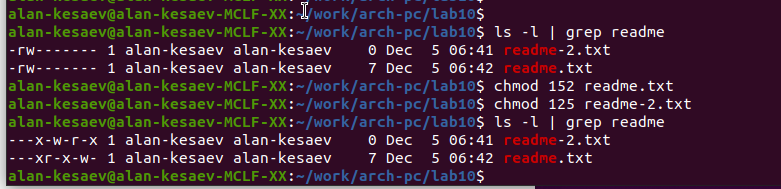 alan-kesaev@alan-kesaev-MCLF-XX:~/work/arch-pc/lab10$
alan-kesaev@alan-kesaev-MCLF-XX:~/work/arch-pc/lab10$ ls -l | grep readme
-rw------- 1 alan-kesaev alan-kesaev    0 Dec  5 06:41 readme-2.txt
-rw------- 1 alan-kesaev alan-kesaev    7 Dec  5 06:42 readme.txt
alan-kesaev@alan-kesaev-MCLF-XX:~/work/arch-pc/lab10$ chmod 152 readme.txt
alan-kesaev@alan-kesaev-MCLF-XX:~/work/arch-pc/lab10$ chmod 125 readme-2.txt
alan-kesaev@alan-kesaev-MCLF-XX:~/work/arch-pc/lab10$ ls -l | grep readme
---x-w-r-x 1 alan-kesaev alan-kesaev    0 Dec  5 06:41 readme-2.txt
---xr-x-w- 1 alan-kesaev alan-kesaev    7 Dec  5 06:42 readme.txt
alan-kesaev@alan-kesaev-MCLF-XX:~/work/arch-pc/lab10$